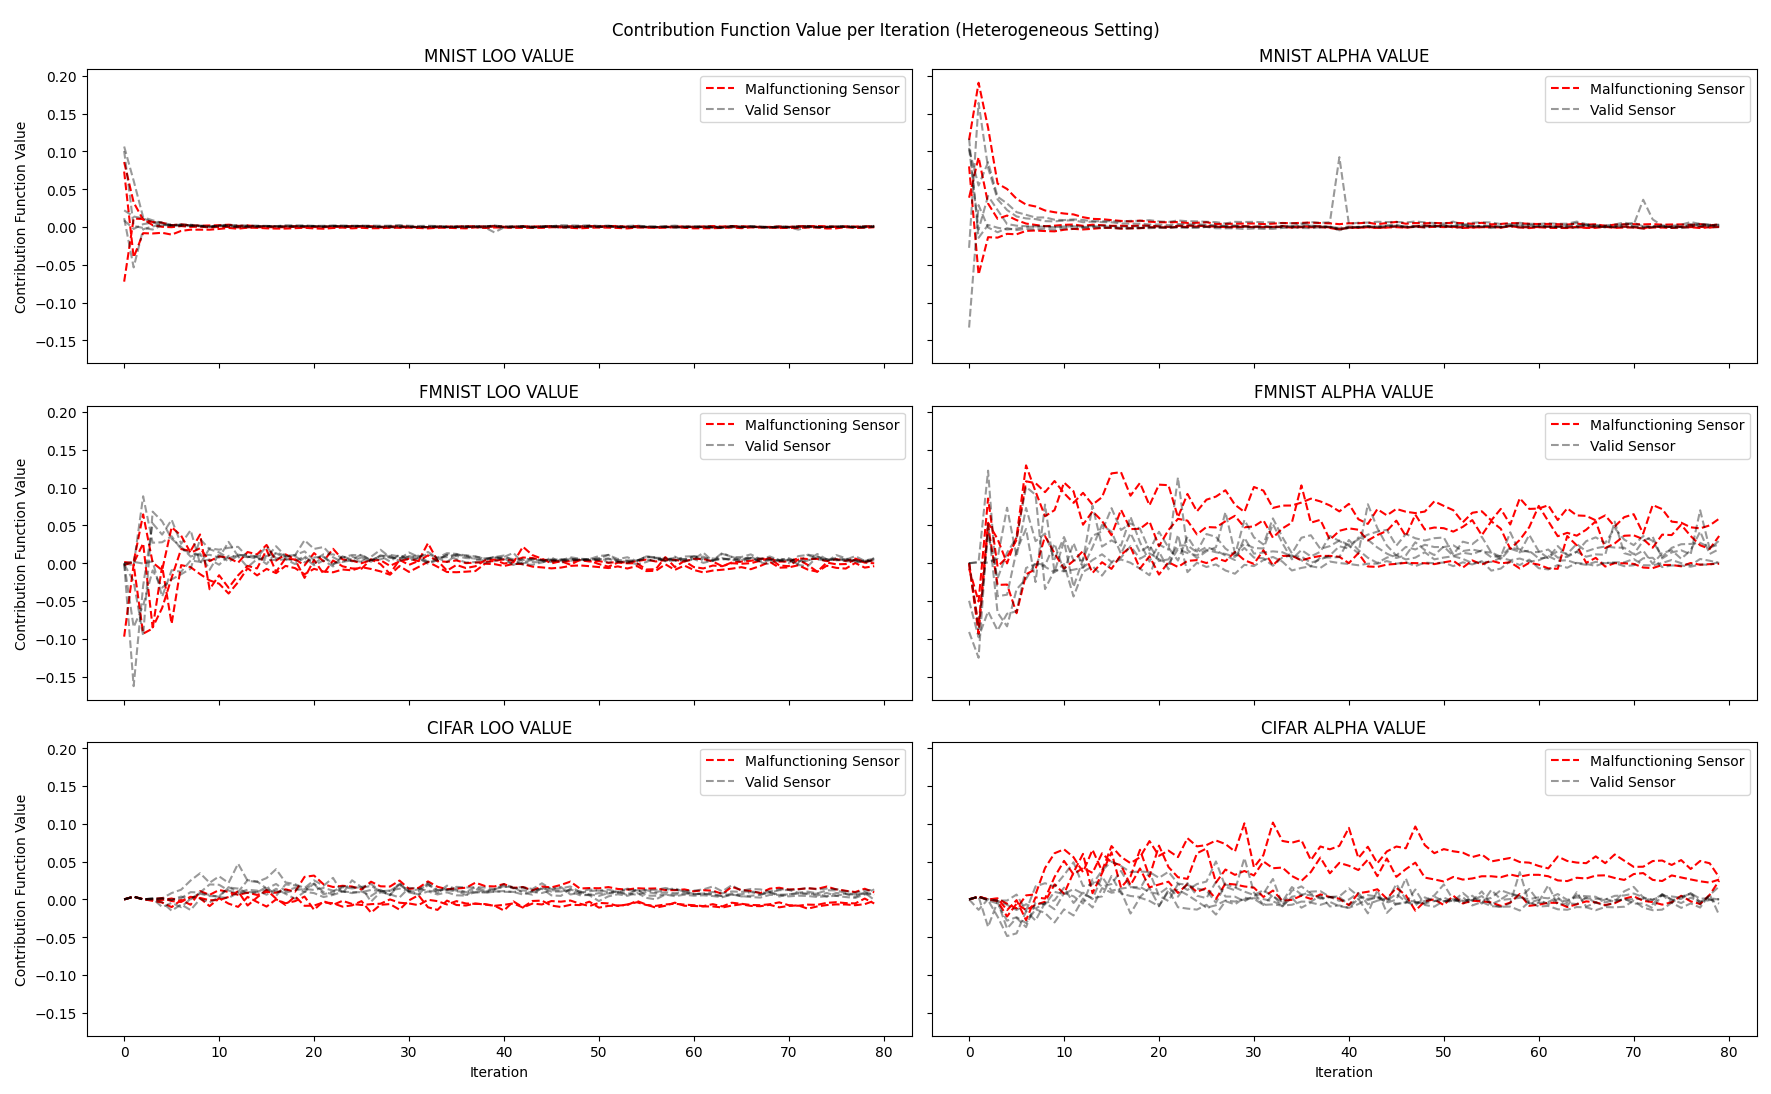 Contribution Function Value per Iteration (Heterogeneous Setting)
MNIST LOO VALUE
0.20
0.15
0.10
0.05
0.00
−0.05
−0.10
−0.15
Contribution Function Value
Malfunctioning Sensor
Valid Sensor
MNIST ALPHA VALUE
Malfunctioning Sensor
Valid Sensor
FMNIST LOO VALUE
0.20
0.15
0.10
0.05
0.00
−0.05
−0.10
−0.15
Contribution Function Value
Malfunctioning Sensor
Valid Sensor
FMNIST ALPHA VALUE
Malfunctioning Sensor
Valid Sensor
CIFAR LOO VALUE
0.20
0.15
0.10
0.05
0.00
−0.05
−0.10
−0.15
Contribution Function Value
Malfunctioning Sensor
Valid Sensor
0 10 20 30 40 50 60 70 80
Iteration
CIFAR ALPHA VALUE
Malfunctioning Sensor
Valid Sensor
0 10 20 30 40 50 60 70 80
Iteration